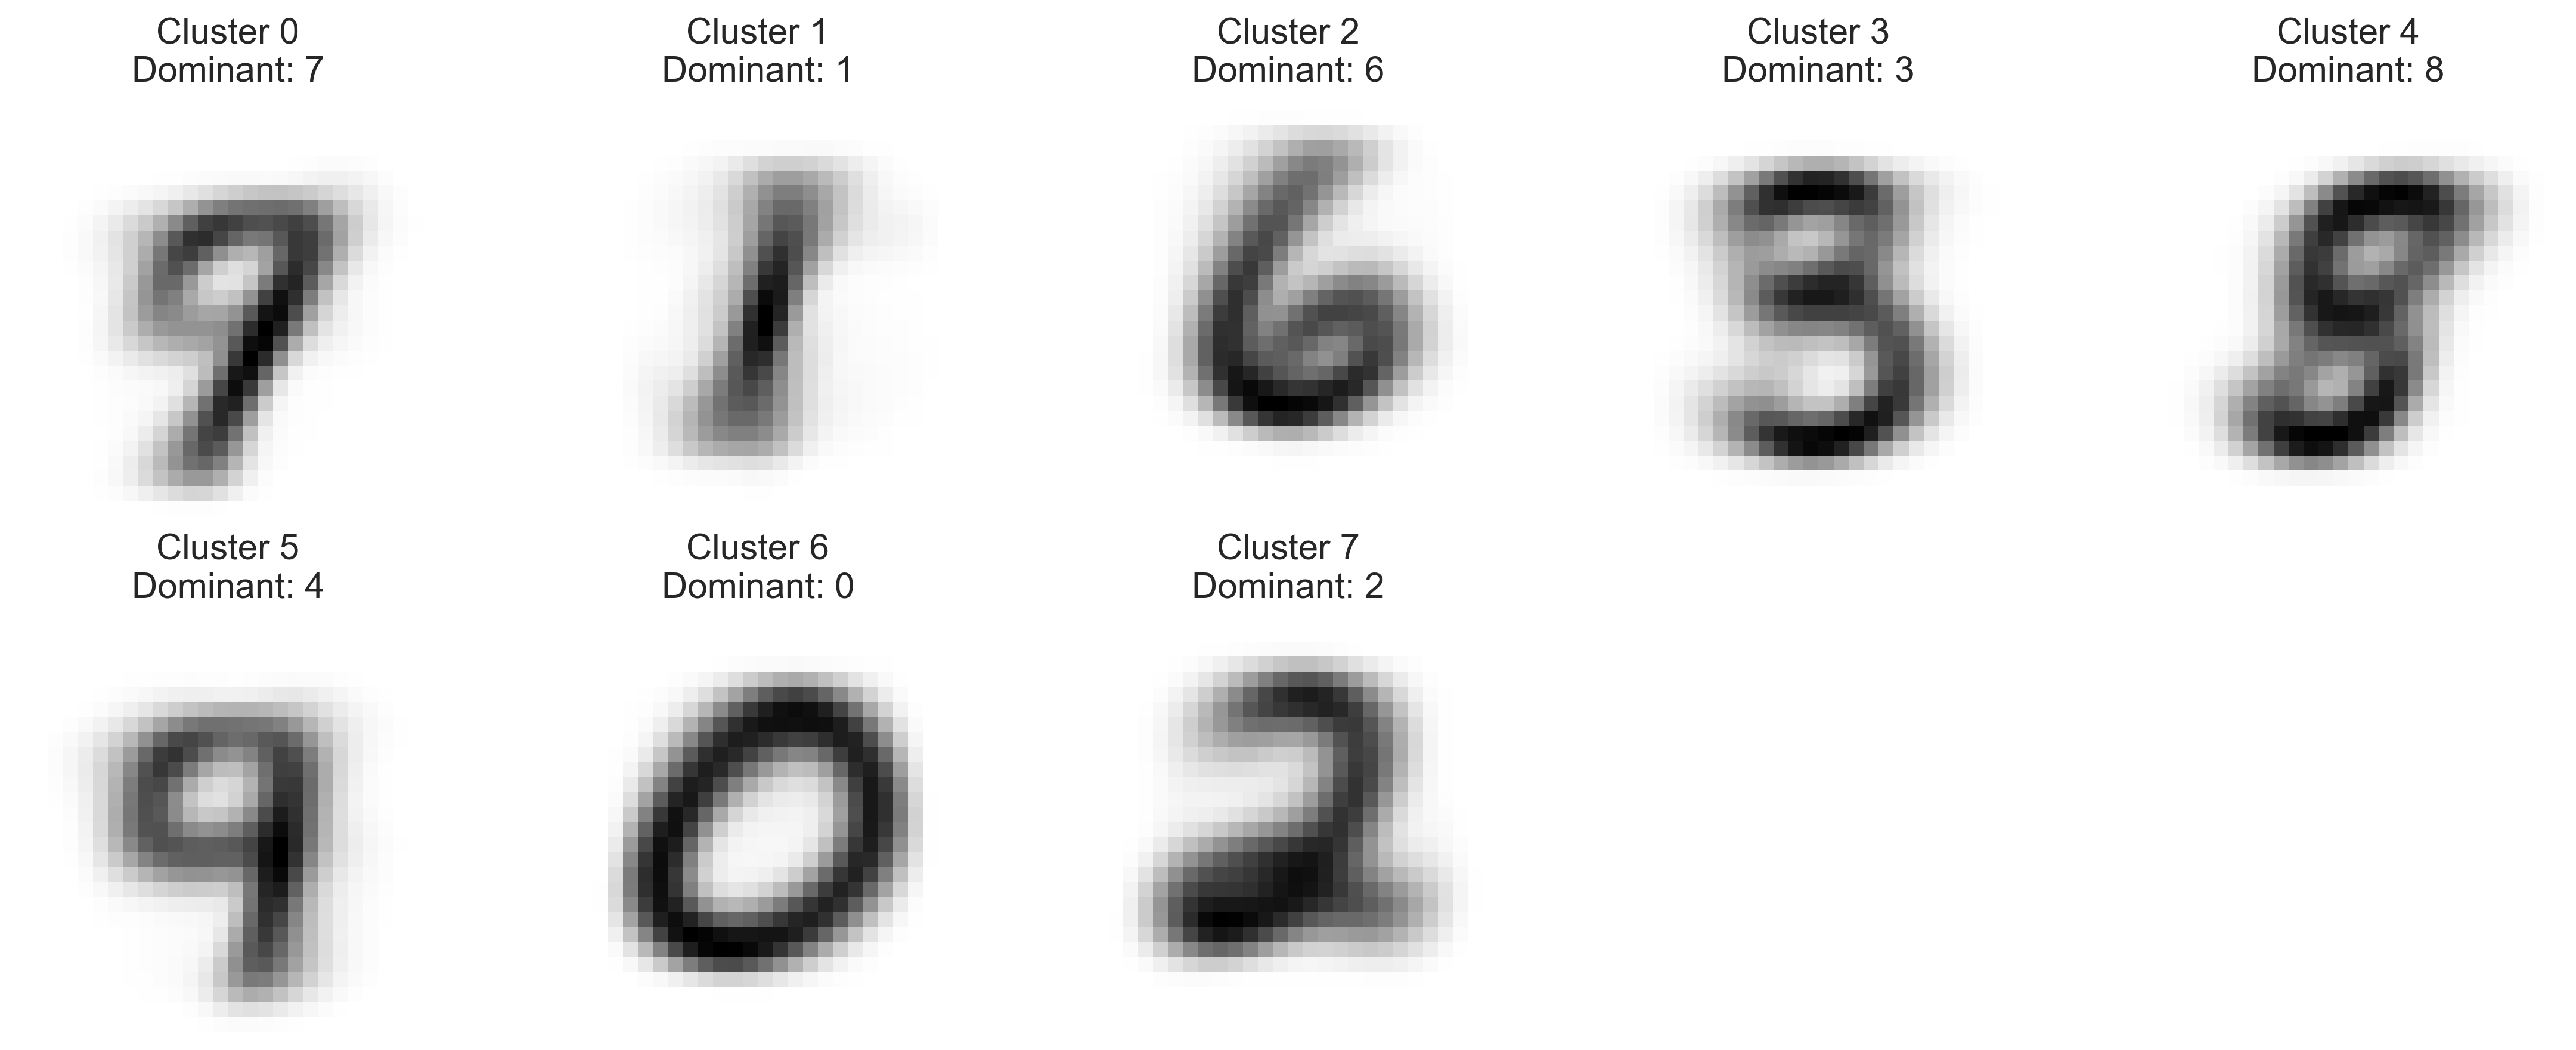 Cluster 0
Dominant: 7
Cluster 1
Dominant: 1
Cluster 2
Dominant: 6
Cluster 3
Dominant: 3
Cluster 4
Dominant: 8
Cluster 5
Dominant: 4
Cluster 6
Dominant: 0
Cluster 7
Dominant: 2